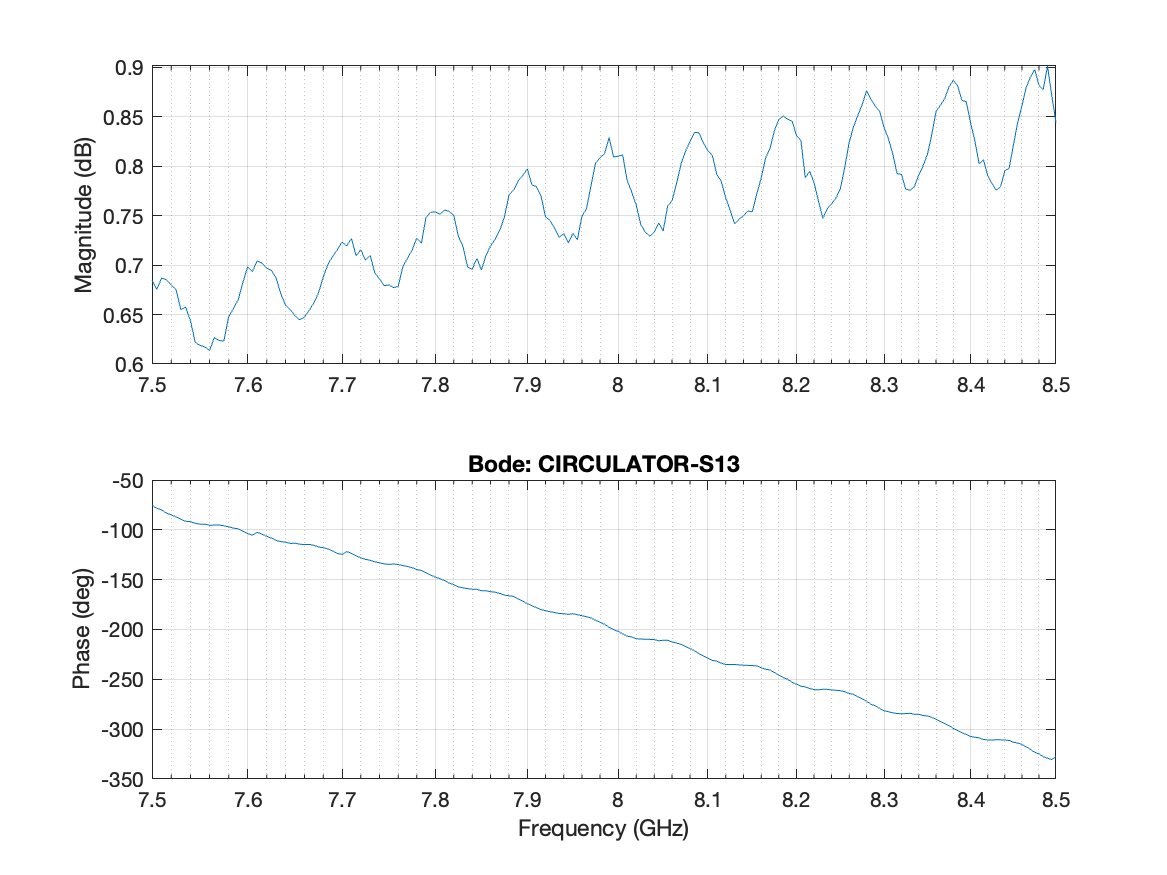 Magnitude (dB)
0.9
0.85
0.8
0.75
0.7
0.65
0.6
7.5 7.6 7.7 7.8 7.9 8 8.1 8.2 8.3 8.4 8.5
Bode: CIRCULATOR-S13
Phase (deg)
-50
-100
-150
-200
-250
-300
-350
7.5 7.6 7.7 7.8 7.9 8 8.1 8.2 8.3 8.4 8.5
Frequency (GHz)